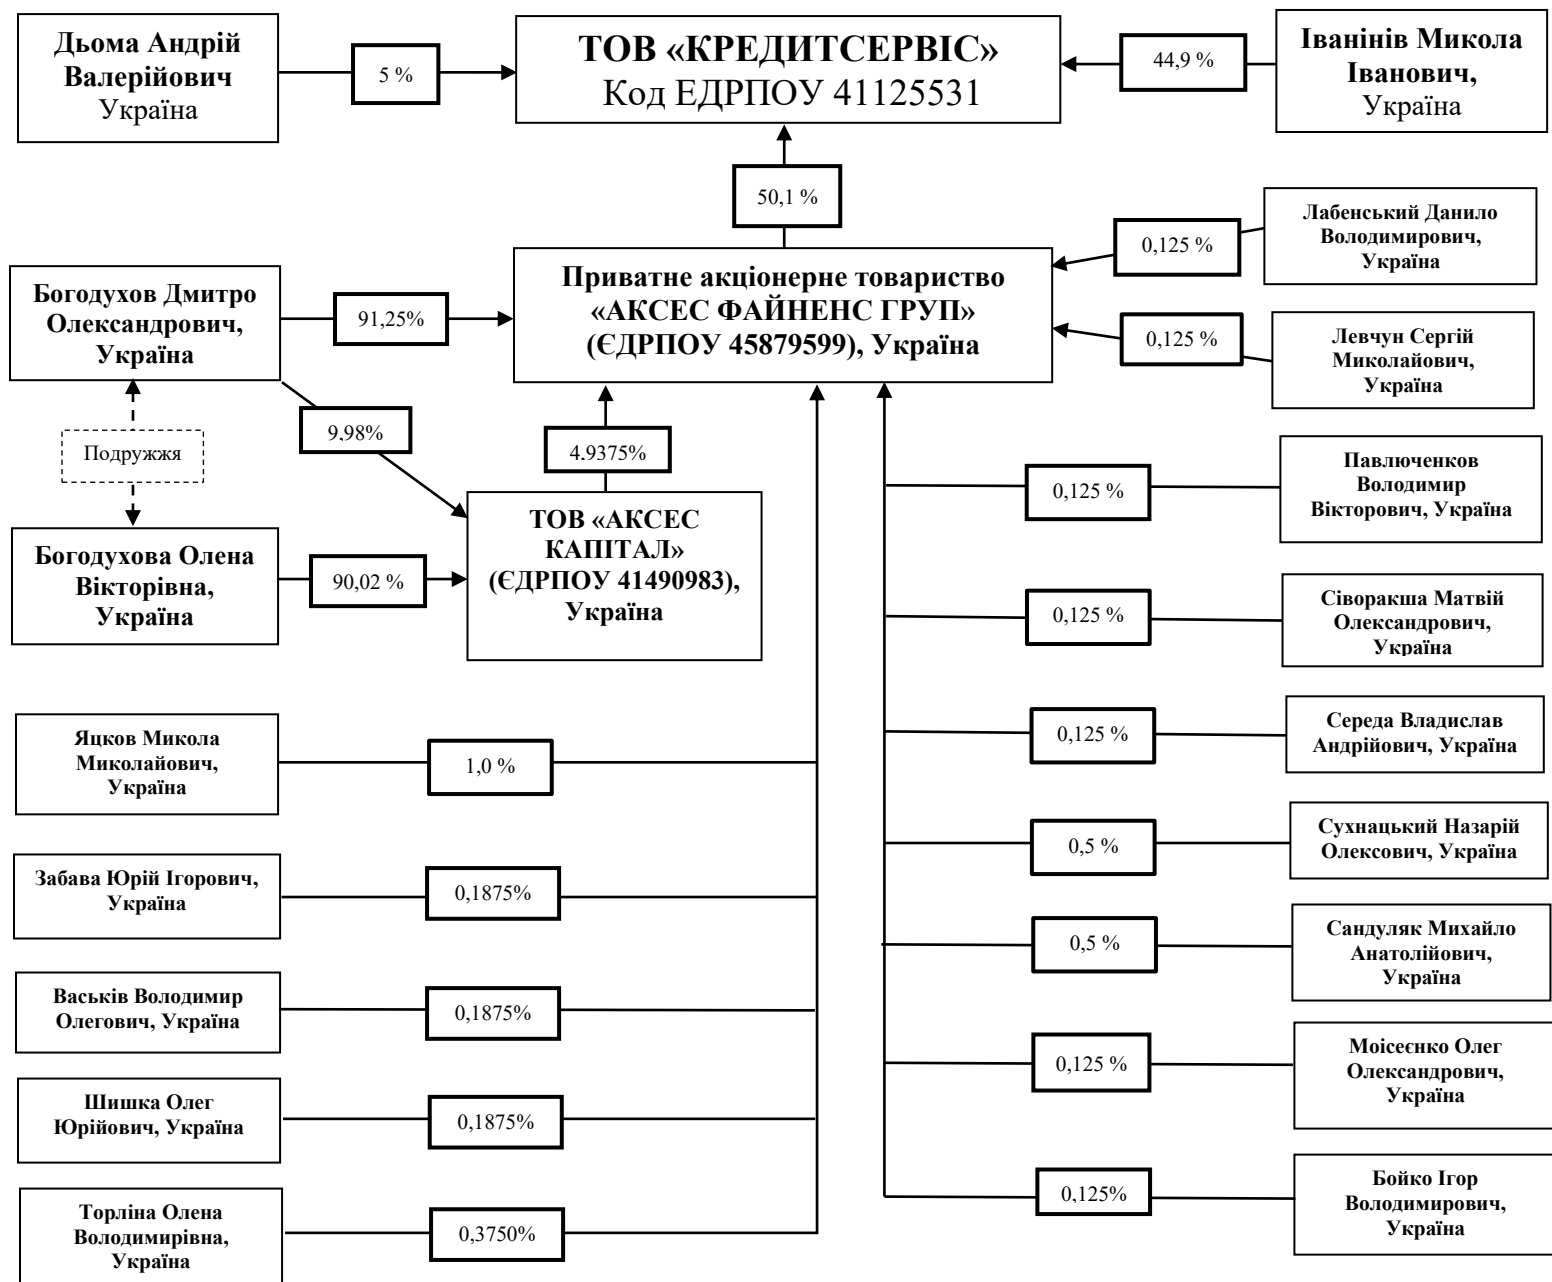 Дьома Андрій
Валерійович
Україна
5 %
ТОВ «КРЕДИТСЕРВІС»
Код ЕДРПОУ 41125531
44,9 %
Іванінів Микола
Іванович,
Україна
50,1 %
Лабенський Данило
Володимирович,
Україна
0,125 %
Богодухов Дмитро
Олександрович,
Україна
91,25%
Приватне акціонерне товариство
«АКСЕС ФАЙНЕНС ГРУП»
(ЄДРПОУ 45879599), Україна
0,125 %
Левчун Сергій
Миколайович,
Україна
9,98%
4,9375%
Подружжя
Павлюченков
Володимир
Вікторович, Україна
0,125 %
Богодухова Олена
Вікторівна,
Україна
90,02 %
ТОВ «АКСЕС
КАПІТАЛ»
(ЄДРПОУ 41490983),
Україна
0,125 %
Сіворакша Матвій
Олександрович,
Україна
Яцков Микола
Миколайович,
Україна
1,0 %
0,125 %
Середа Владислав
Андрійович, Україна
Забава Юрій Ігорович,
Україна
0,1875%
0,5 %
Сухнацький Назарій
Олексович, Україна
0,5 %
Сандуляк Михайло
Анатолійович,
Україна
Васьків Володимир
Олегович, Україна
0,1875%
0,125 %
Моісеєнко Олег
Олександрович,
Україна
Шишка Олег
Юрійович, Україна
0,1875%
0,125%
Бойко Ігор
Володимирович,
Україна
Торліна Олена
Володимирівна,
Україна
0,3750%